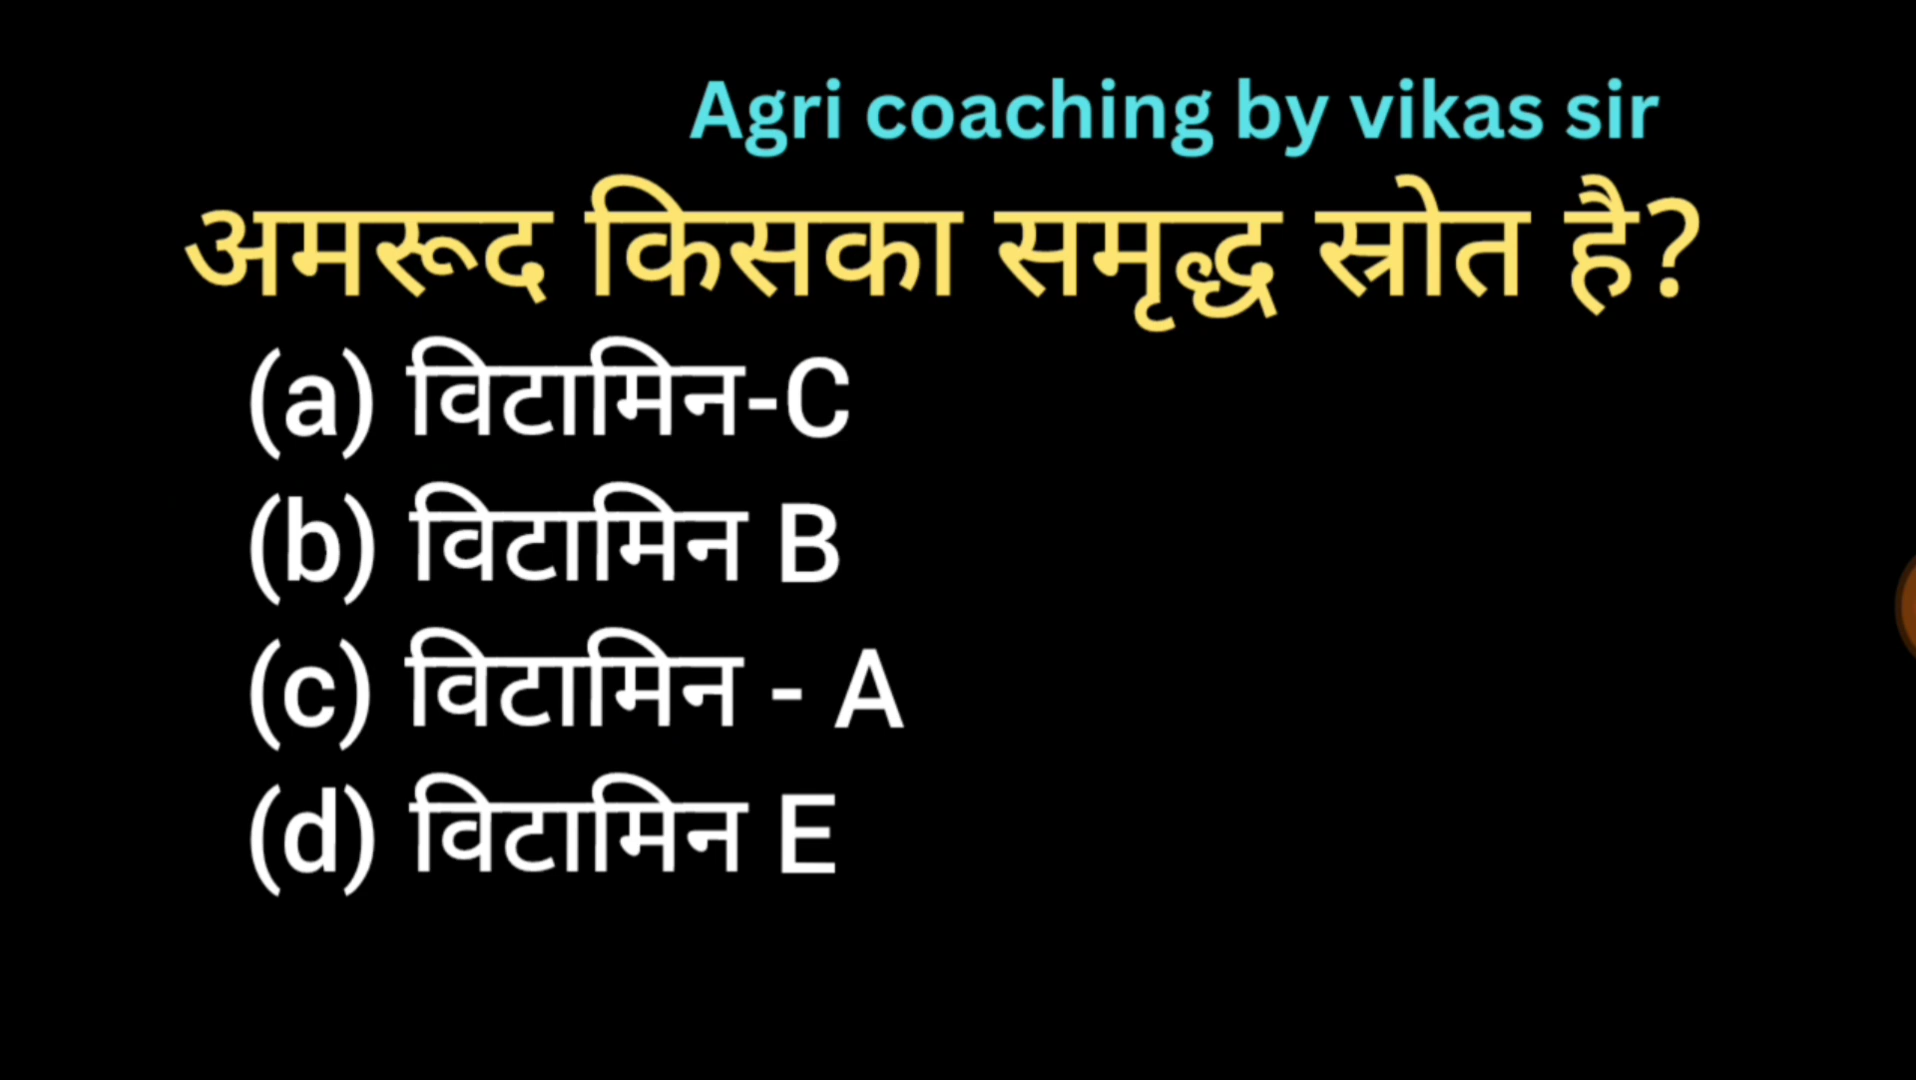 Agri coaching by vikas sir
अमरूद किसका समृद्ध स्रोत है?
(a) विटामिन-C
(b) विटामिन B
(c) विटामिन - A
(d) विटामिन E